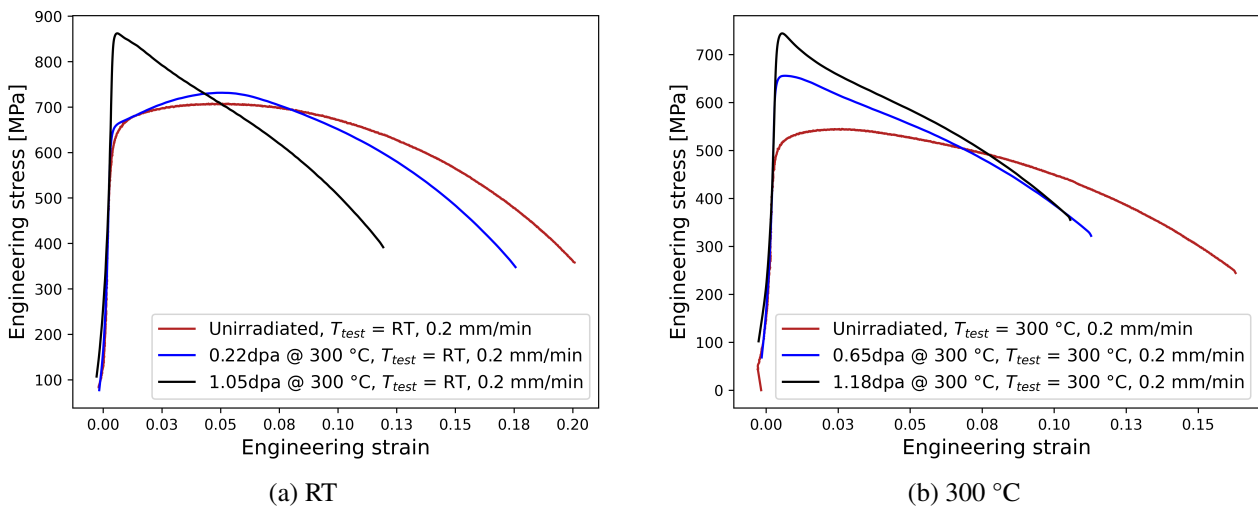 900
800
700
600
500
400
300
200
100
Engineering stress [MPa]
0.00 0.03 0.05 0.08 0.10 0.13 0.15 0.18 0.20
Engineering strain
Unirradiated, T_test = RT, 0.2 mm/min
0.22dpa @ 300 °C, T_test = RT, 0.2 mm/min
1.05dpa @ 300 °C, T_test = RT, 0.2 mm/min
(a) RT
700
600
500
400
300
200
100
0
Engineering stress [MPa]
0.00 0.03 0.05 0.08 0.10 0.13 0.15
Engineering strain
Unirradiated, T_test = 300 °C, 0.2 mm/min
0.65dpa @ 300 °C, T_test = 300 °C, 0.2 mm/min
1.18dpa @ 300 °C, T_test = 300 °C, 0.2 mm/min
(b) 300 °C